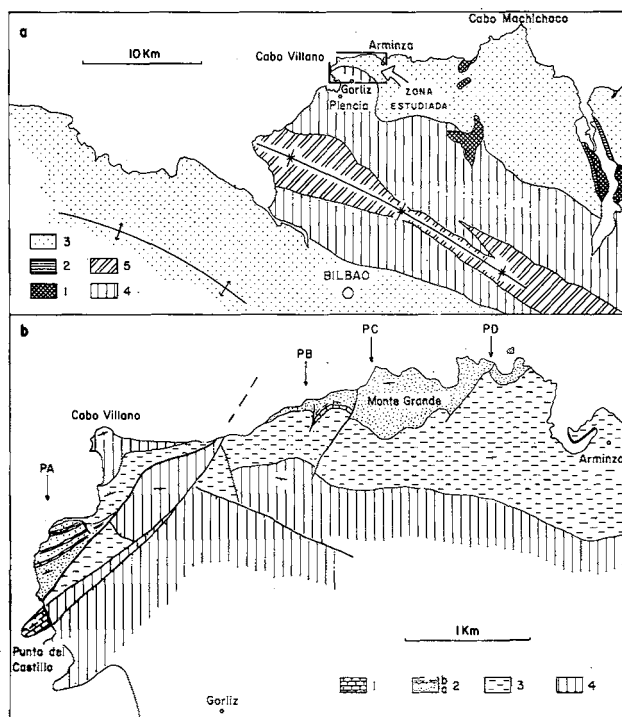 a
Cabo Machichaco
10 Km
Cabo Villano
Arminza
Gorliz
Plencia
ZONA
ESTUDIADA
3
2
5
1
4
BILBAO
b
PC
PD
PB
Cabo Villano
Monte Grande
PA
Arminza
1 Km
Punta del
Castillo
Gorliz
1
b
a
2
3
4